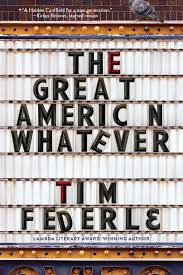 "A Holden Caulfield for a new generation."
—Kirkus Reviews, starred review
THE
GREAT
AMERICAN
WHATEVER
TIM
FEDERLE
LAMBDA LITERARY AWARD–WINNING AUTHOR